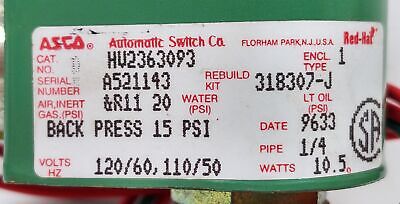 ASCO Automatic Switch Co. FLORHAM PARK, N.J., U.S.A. Red-Hat
CAT. NO. HV2363093 ENCL. TYPE 1
SERIAL NUMBER A521143 REBUILD KIT 318307-J
AIR, INERT GAS. (PSI) &R11 20 WATER (PSI) LT OIL (PSI)
BACK PRESS 15 PSI DATE 9633
PIPE 1/4
VOLTS HZ 120/60, 110/50 WATTS 10.5
SA